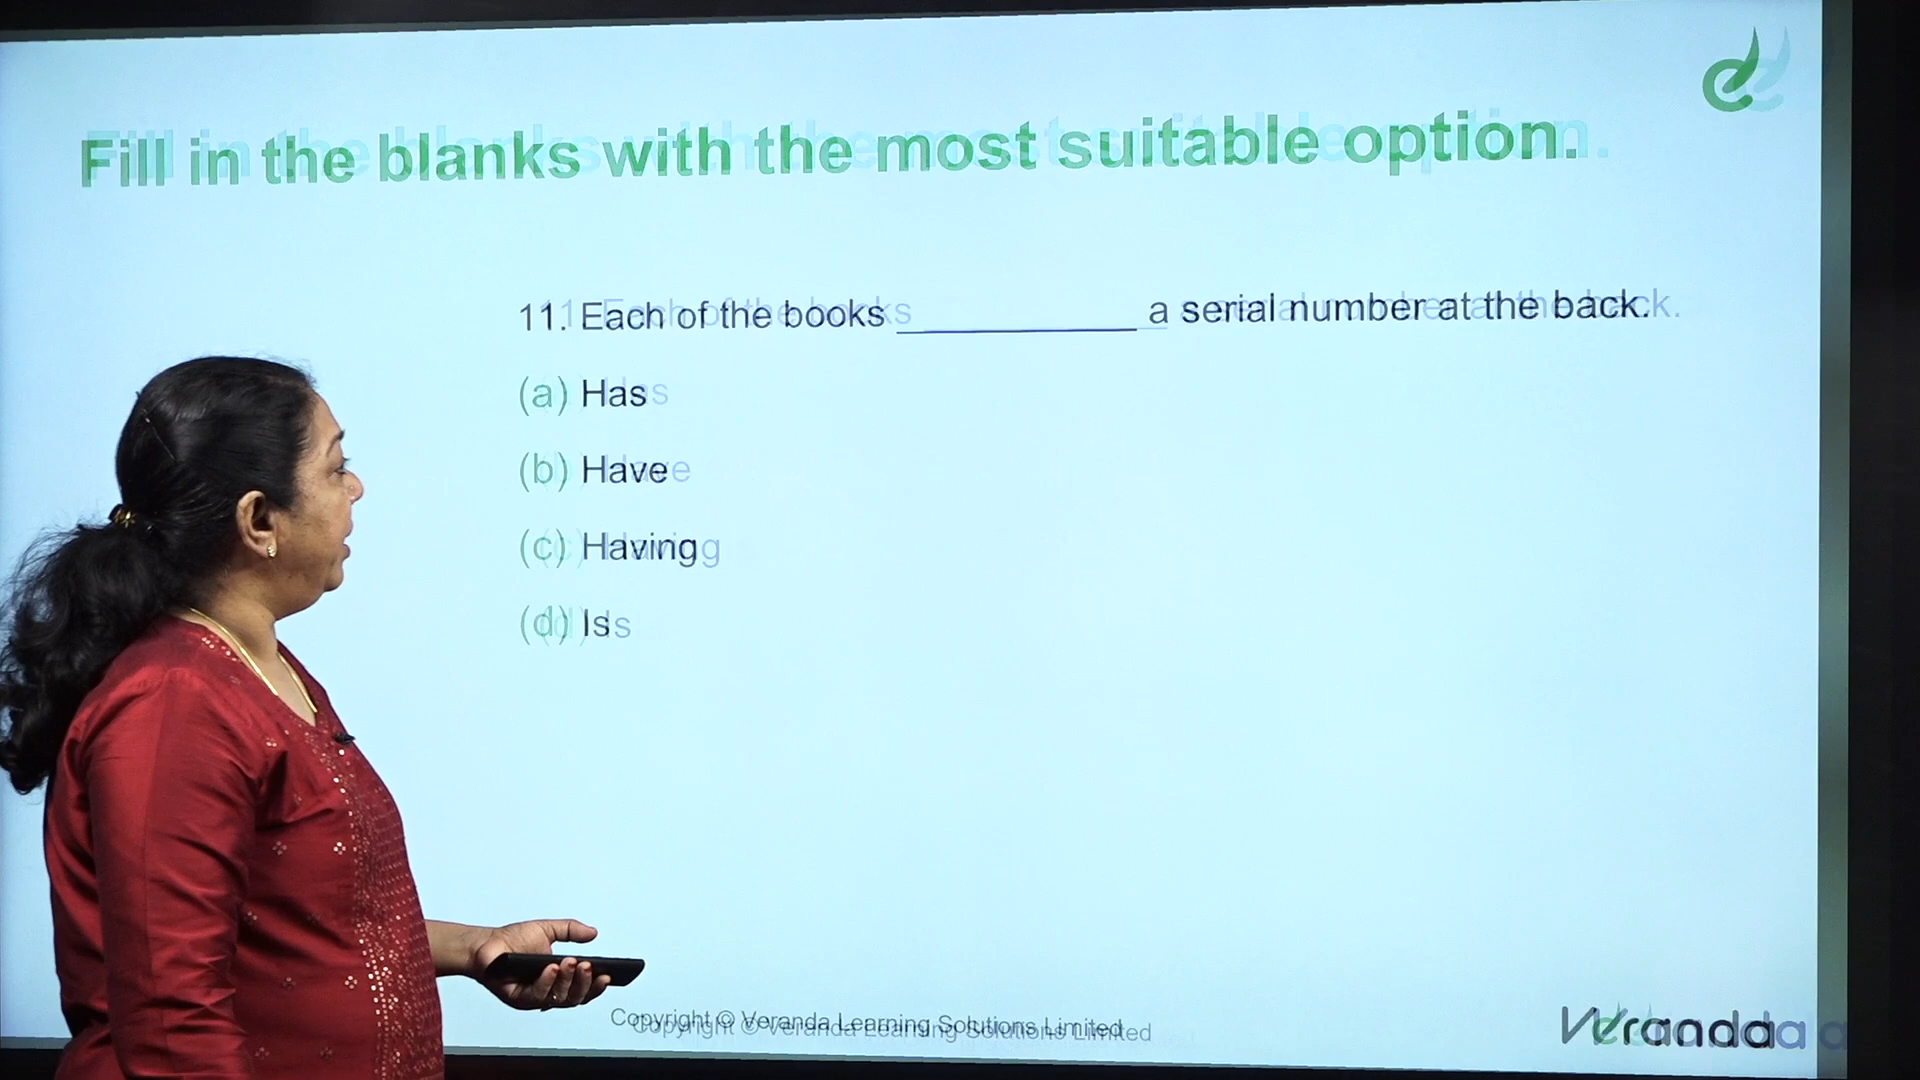 Fill in the blanks with the most suitable option.
11. Each of the books ____________ a serial number at the back.
(a) Has
(b) Have
(c) Having
(d) Is
Copyright © Veranda Learning Solutions Limited
Veranda